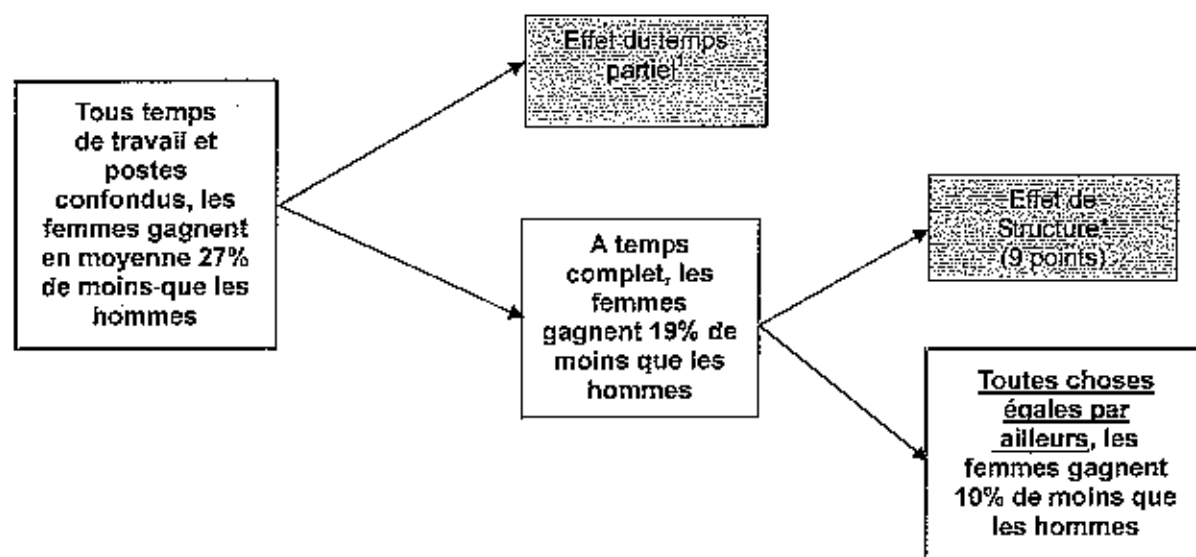 Tous temps
de travail et
postes
confondus, les
femmes gagnent
en moyenne 27%
de moins que les
hommes
Effet du temps
partiel
A temps
complet, les
femmes
gagnent 19% de
moins que les
hommes
Effet de
Structure*
(9 points)
Toutes choses
égales par
ailleurs, les
femmes gagnent
10% de moins que
les hommes